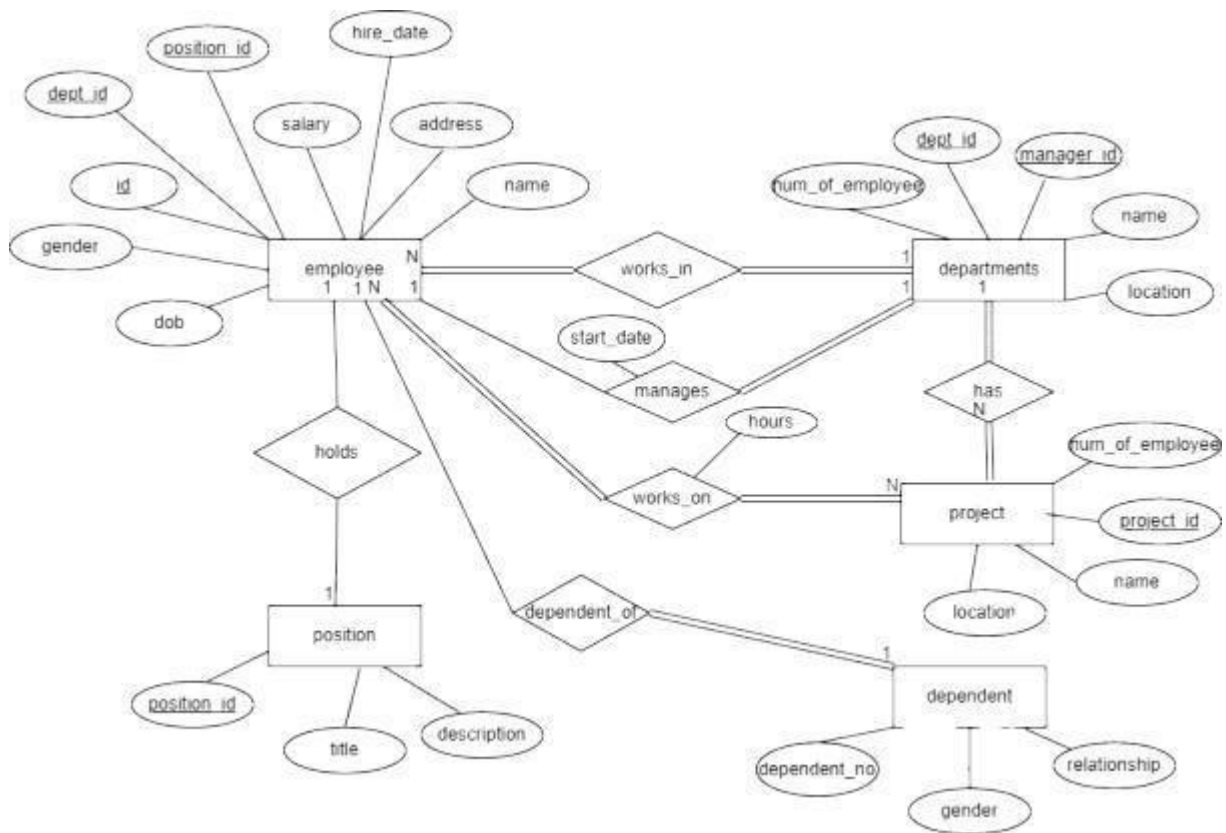 hire_date
position_id
dept_id
salary
address
dept_id
manager_id
id
name
num_of_employee
name
gender
employee
N
works_in
1
departments
1
1
N
1
1
1
location
dob
start_date
manages
has
N
hours
num_of_employee
holds
works_on
N
project
project_id
name
location
1
dependent_of
position
1
dependent
position_id
description
title
dependent_no
relationship
gender